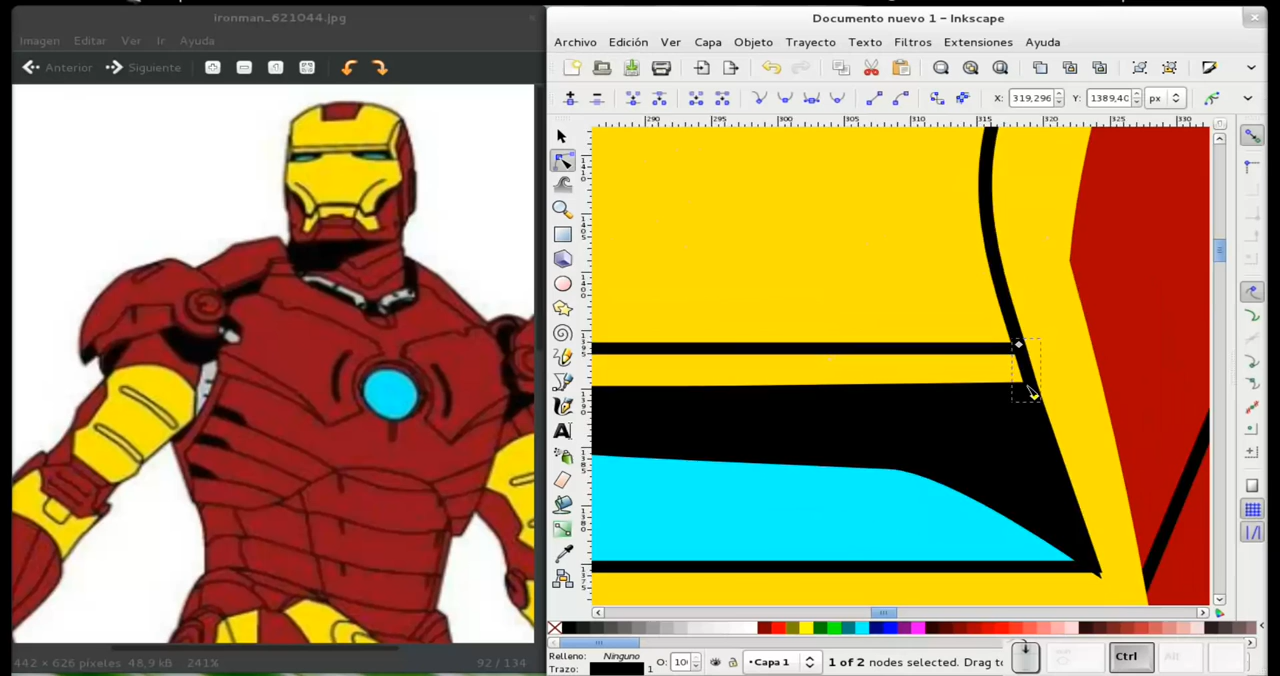 ironman_621044.jpg
Imagen Editar Ver Ir Ayuda
Anterior Siguiente
442 × 626 píxeles 48,9 kB 241%
92 / 134
Documento nuevo 1 - Inkscape
Archivo Edición Ver Capa Objeto Trayecto Texto Filtros Extensiones Ayuda
X: 319,296 Y: 1389,40 px
290 295 300 305 310 315 320 325 330
Relleno: Ninguno
Trazo: 1
O: 10
•Capa 1
1 of 2 nodes selected. Drag to
Ctrl
Alt